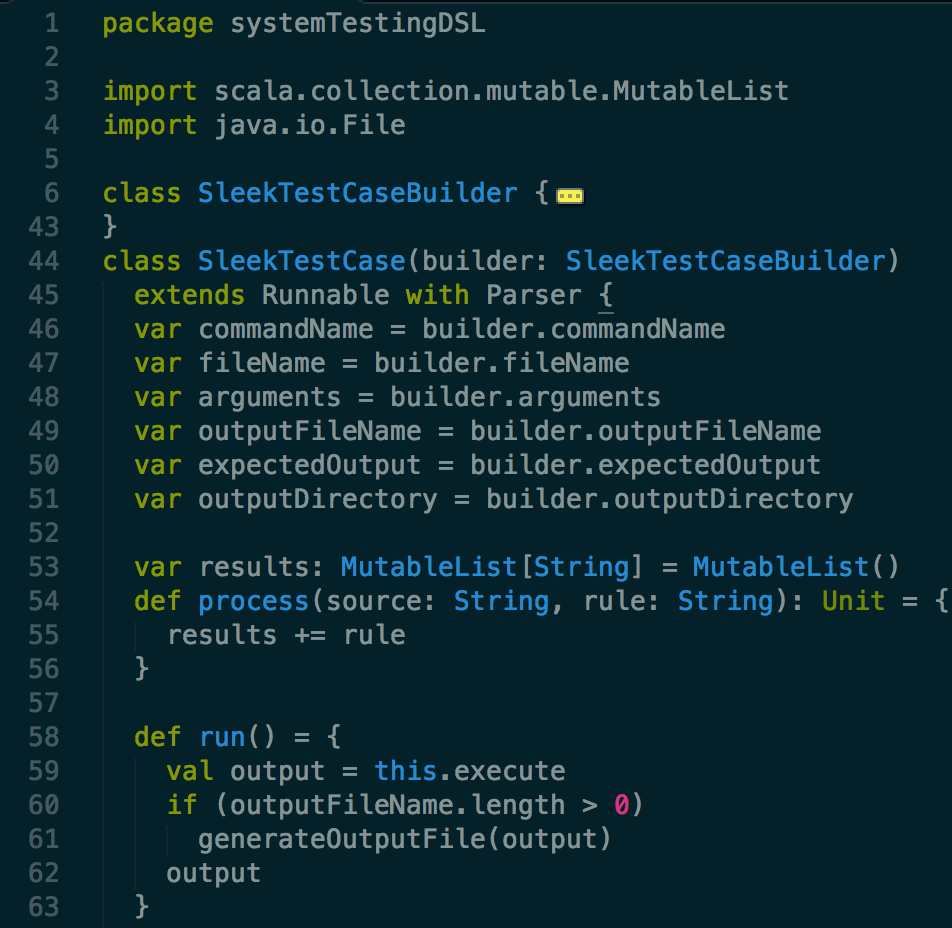 1 package systemTestingDSL
2
3 import scala.collection.mutable.MutableList
4 import java.io.File
5
6 class SleekTestCaseBuilder {...
43 }
44 class SleekTestCase(builder: SleekTestCaseBuilder)
45   extends Runnable with Parser {
46   var commandName = builder.commandName
47   var fileName = builder.fileName
48   var arguments = builder.arguments
49   var outputFileName = builder.outputFileName
50   var expectedOutput = builder.expectedOutput
51   var outputDirectory = builder.outputDirectory
52
53   var results: MutableList[String] = MutableList()
54   def process(source: String, rule: String): Unit = {
55     results += rule
56   }
57
58   def run() = {
59     val output = this.execute
60     if (outputFileName.length > 0)
61       generateOutputFile(output)
62     output
63   }